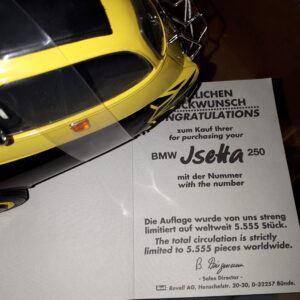 LICHEN
CKWUNSCH
NGRATULATIONS
zum Kauf Ihrer
for purchasing your
BMW Jsetta 250
mit der Nummer
with the number
Die Auflage wurde von uns streng
limitiert auf weltweit 5.555 Stück.
The total circulation is strictly
limited to 5.555 pieces worldwide.
- Sales Director -
Revell AG, Henschelstr. 20-30, D-32257 Bünde.